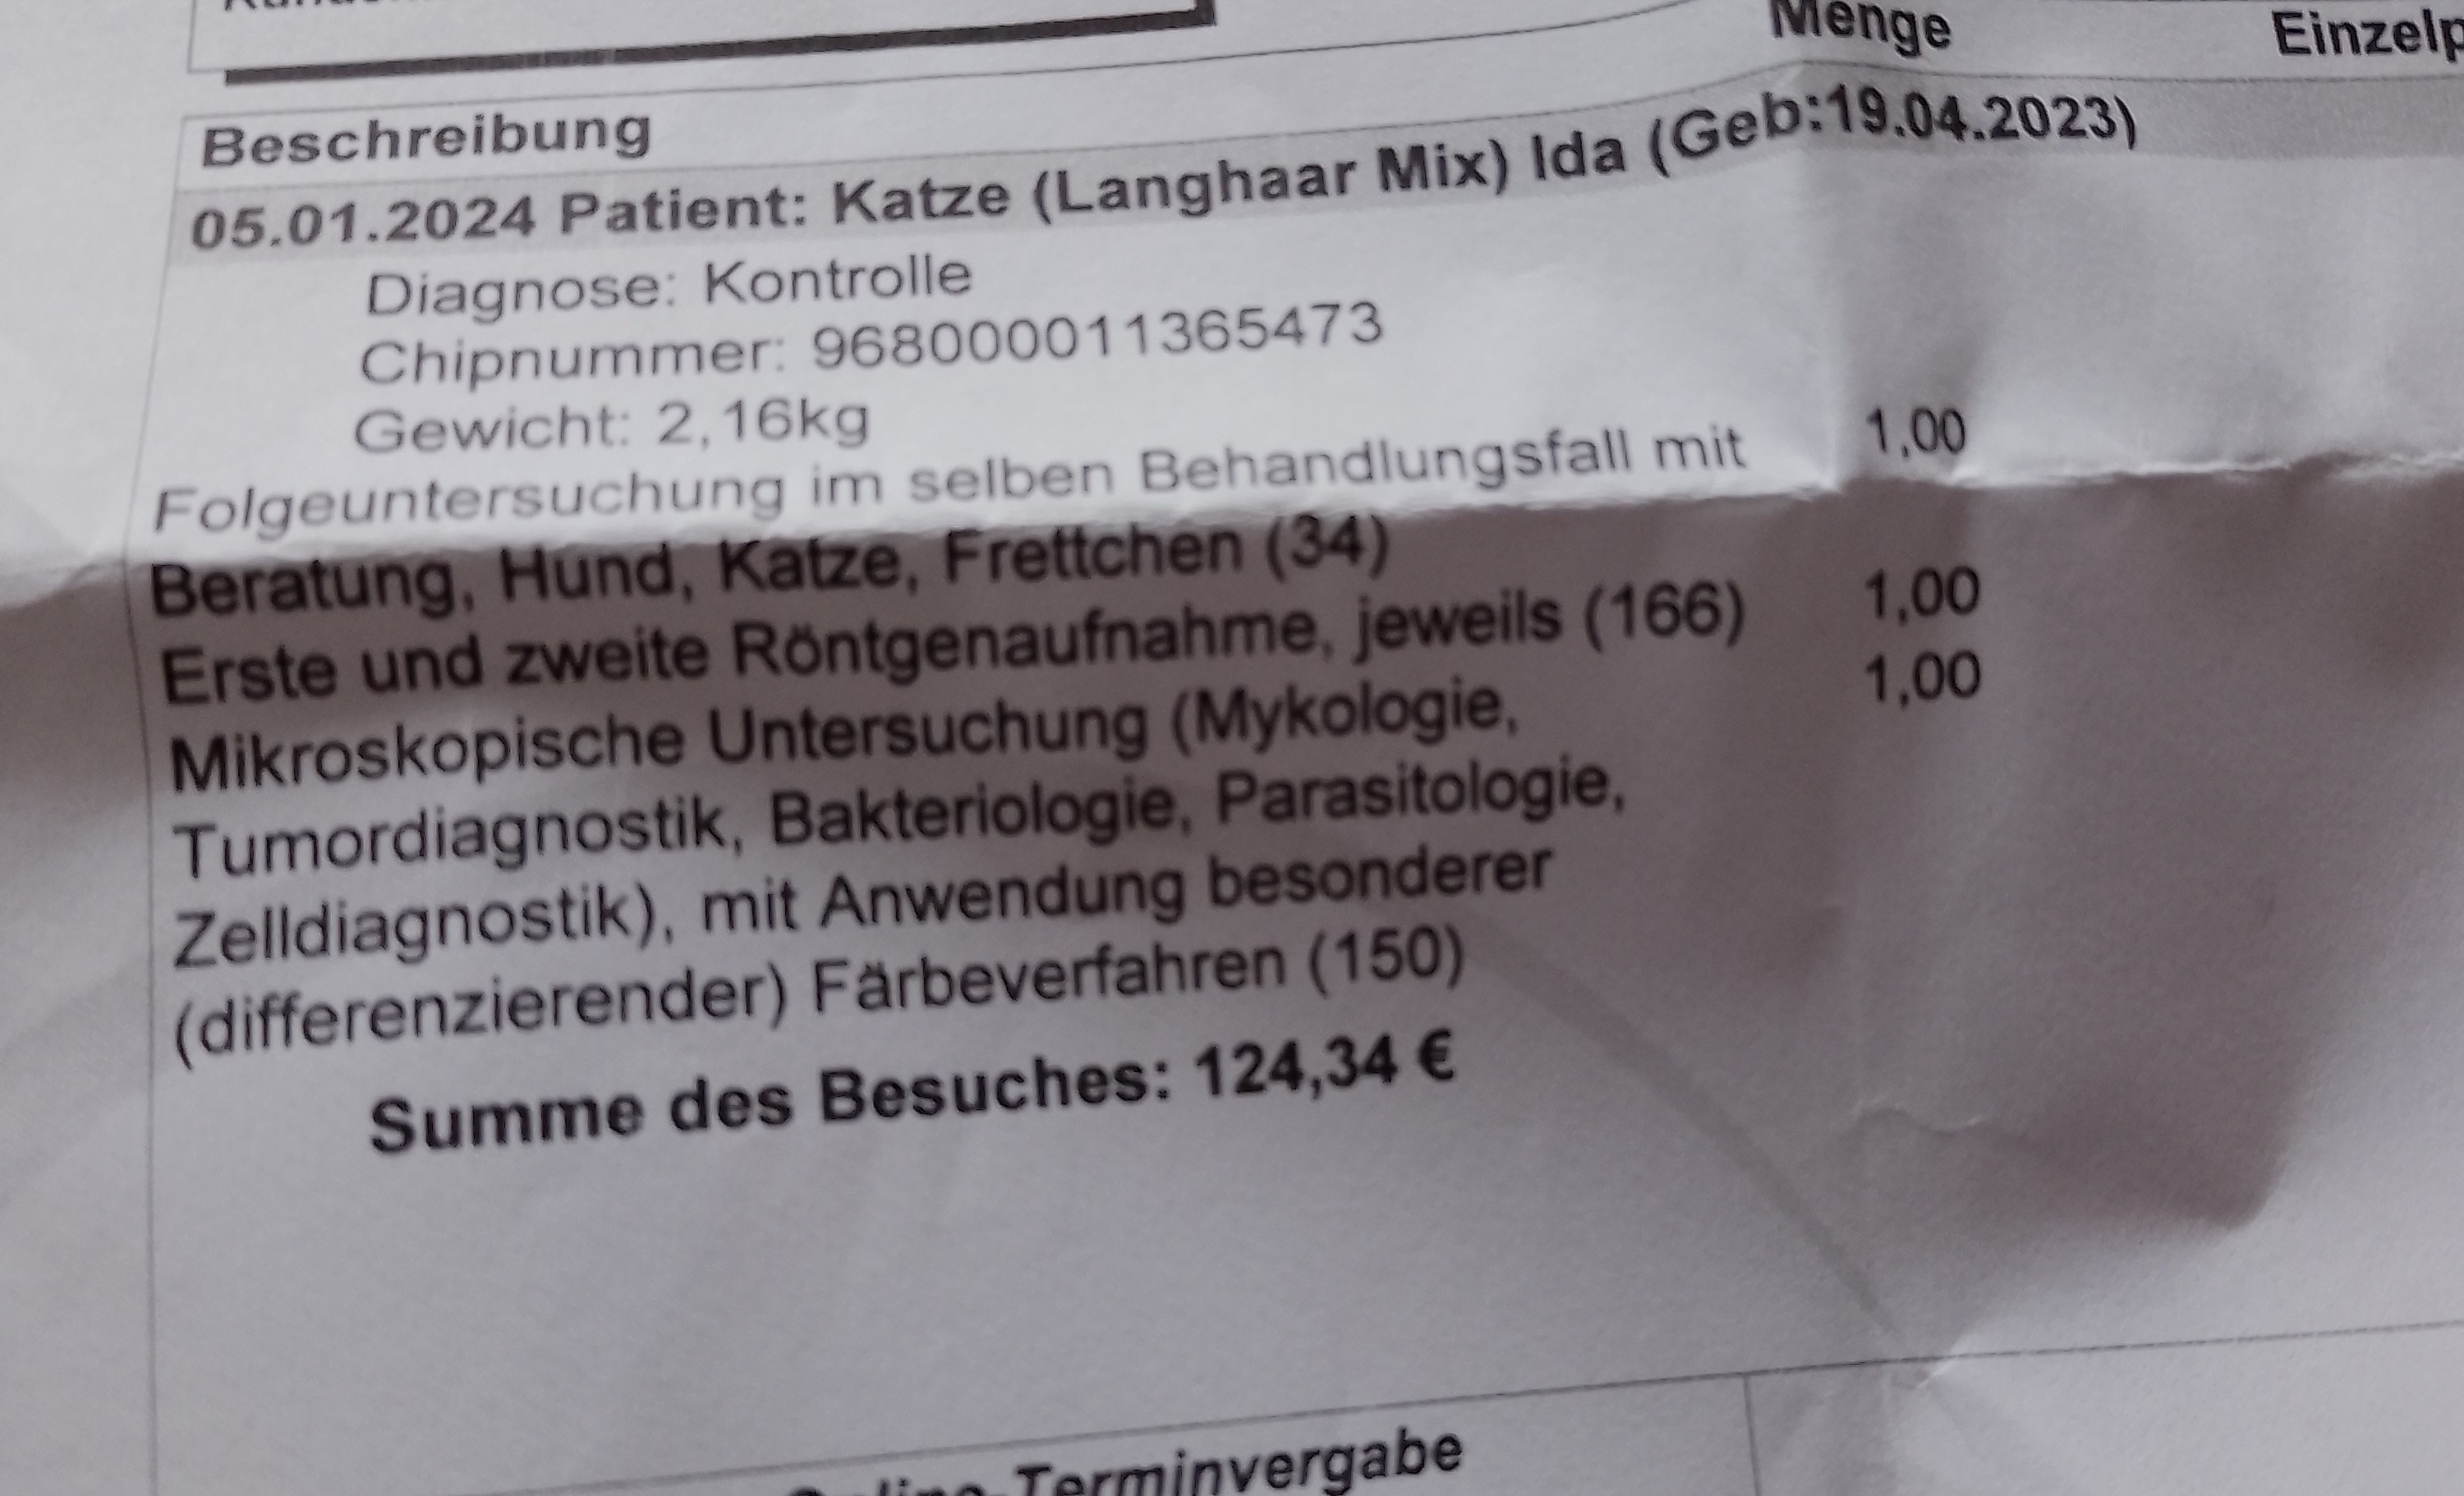 Menge
Beschreibung
05.01.2024 Patient: Katze (Langhaar Mix) Ida (Geb:19.04.2023)
Diagnose: Kontrolle
Chipnummer: 968000011365473
Gewicht: 2,16kg
Folgeuntersuchung im selben Behandlungsfall mit 1,00
Beratung, Hund, Katze, Frettchen (34)
Erste und zweite Röntgenaufnahme, jeweils (166) 1,00
Mikroskopische Untersuchung (Mykologie, 1,00
Tumordiagnostik, Bakteriologie, Parasitologie,
Zelldiagnostik), mit Anwendung besonderer
(differenzierender) Färbeverfahren (150)
Summe des Besuches: 124,34 €
Online-Terminvergabe